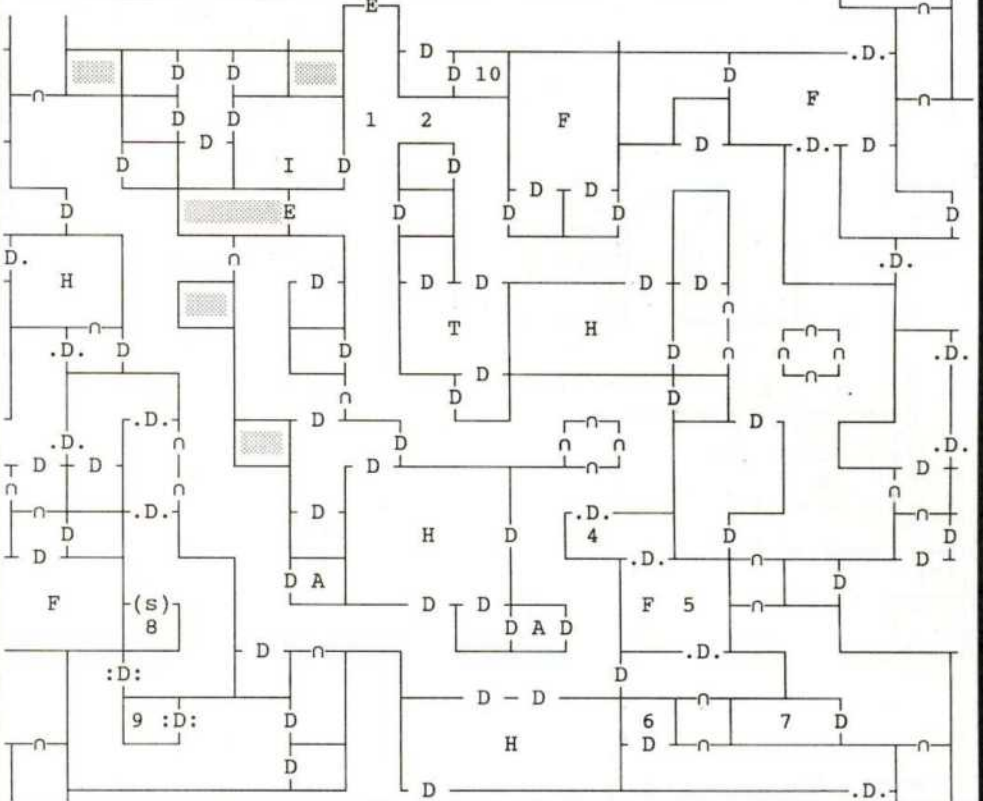 E ∩
D .D.
D D D 10 D
∩ F ∩
D D 1 2 F
D D .D. D
D I D D
D D
D E D D D D
∩ .D.
D. H D D D D D
∩
∩ T H ∩
.D. D D D ∩ ∩ ∩ .D.
D ∩
∩ D D
.D. D ∩ D
.D. ∩ D ∩ ∩ .D.
D D D ∩ D
∩ ∩ ∩
∩ .D. D .D. ∩
D H D 4 D D
D .D. ∩ D
D A D
F (s) D D F 5 ∩
8 D A D
D ∩ .D.
:D: D
D D ∩
9 :D: D 6 7 D
∩ H D ∩ ∩
D
D .D.